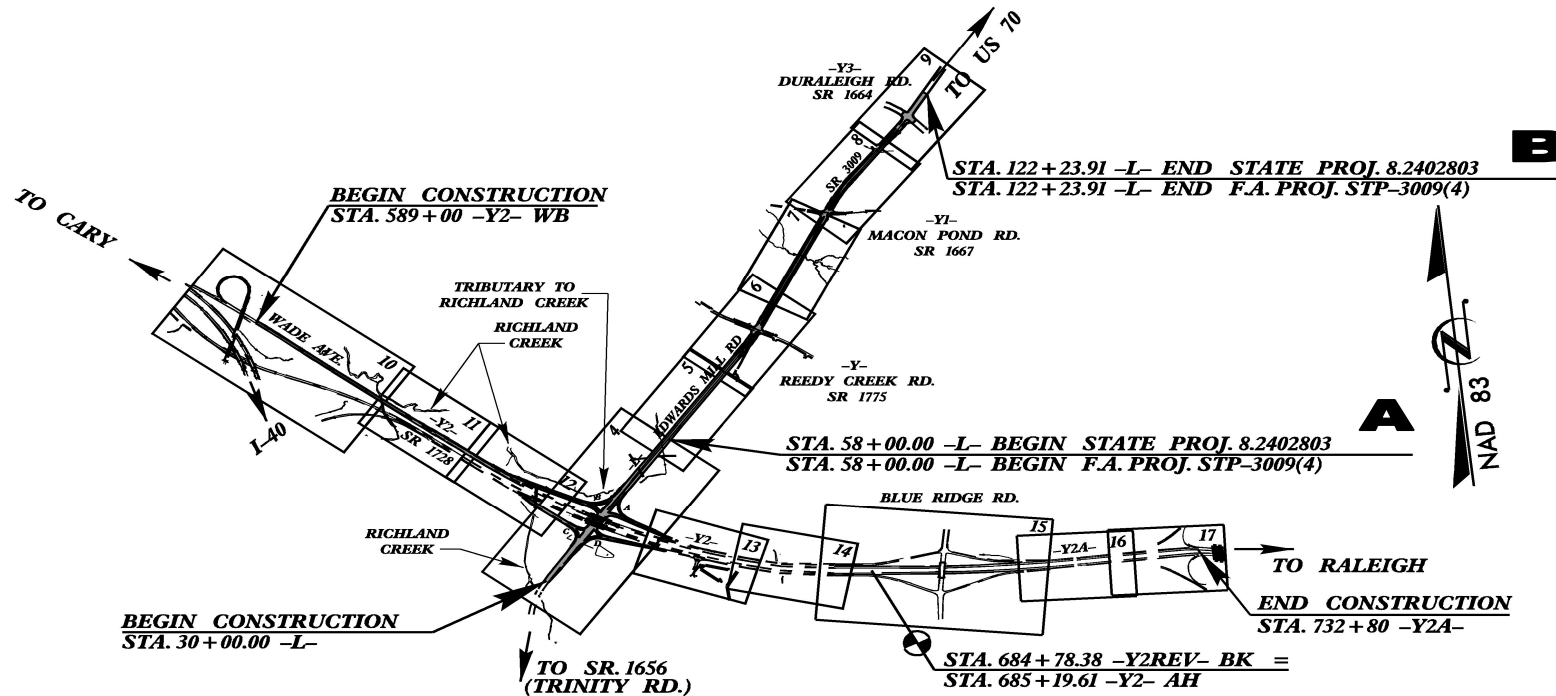 TO US 70
9
-Y3-
DURALEIGH RD.
SR 1664
8
SR 3009
B
STA. 122+23.91 -L- END STATE PROJ. 8.2402803
STA. 122+23.91 -L- END F.A. PROJ. STP-3009(4)
BEGIN CONSTRUCTION
STA. 589+00 -Y2- WB
TO CARY
7
-Y1-
MACON POND RD.
SR 1667
TRIBUTARY TO
RICHLAND CREEK
6
RICHLAND
CREEK
WADE AVE.
10
5
EDWARDS MILL RD
-Y-
REEDY CREEK RD.
SR 1775
NAD 83
I-40
-Y2-
11
SR 1728
4
A
STA. 58+00.00 -L- BEGIN STATE PROJ. 8.2402803
STA. 58+00.00 -L- BEGIN F.A. PROJ. STP-3009(4)
12
B
A
C
D
BLUE RIDGE RD.
RICHLAND
CREEK
-Y2-
13
14
15
-Y2A-
16
17
TO RALEIGH
END CONSTRUCTION
STA. 732+80 -Y2A-
BEGIN CONSTRUCTION
STA. 30+00.00 -L-
TO SR. 1656
(TRINITY RD.)
STA. 684+78.38 -Y2REV- BK =
STA. 685+19.61 -Y2- AH